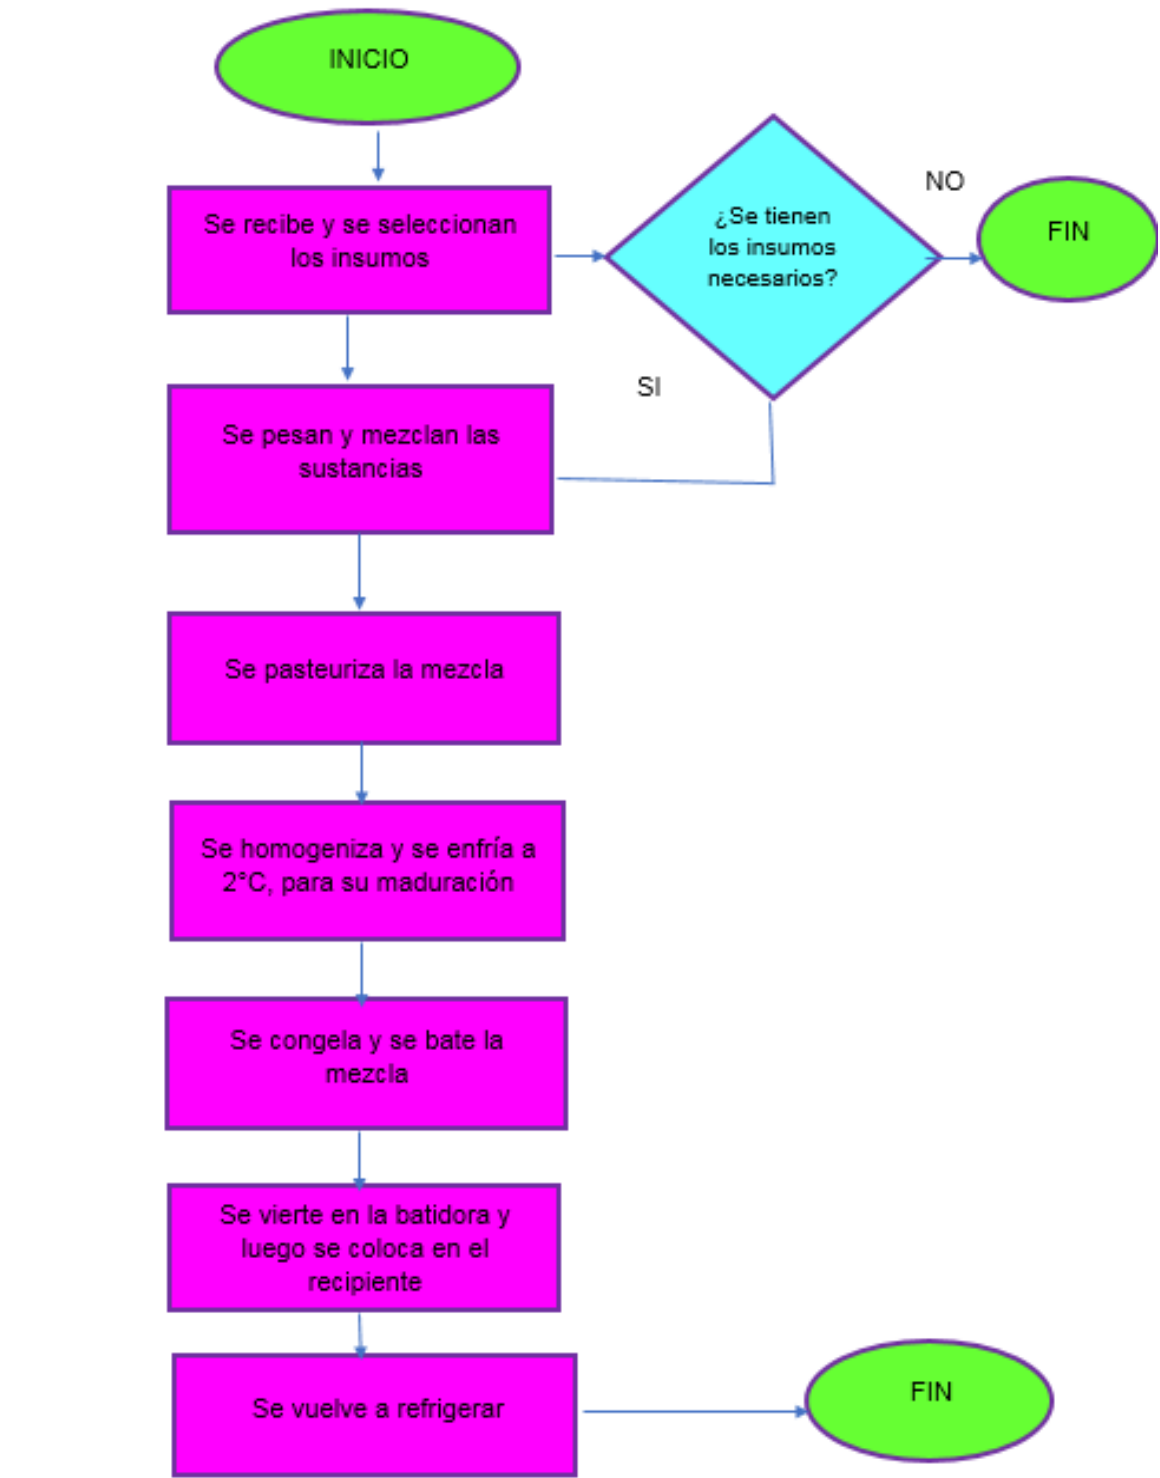 INICIO
Se recibe y se seleccionan
los insumos
¿Se tienen
los insumos
necesarios?
NO
FIN
SI
Se pesan y mezclan las
sustancias
Se pasteuriza la mezcla
Se homogeniza y se enfría a
2°C, para su maduración
Se congela y se bate la
mezcla
Se vierte en la batidora y
luego se coloca en el
recipiente
Se vuelve a refrigerar
FIN